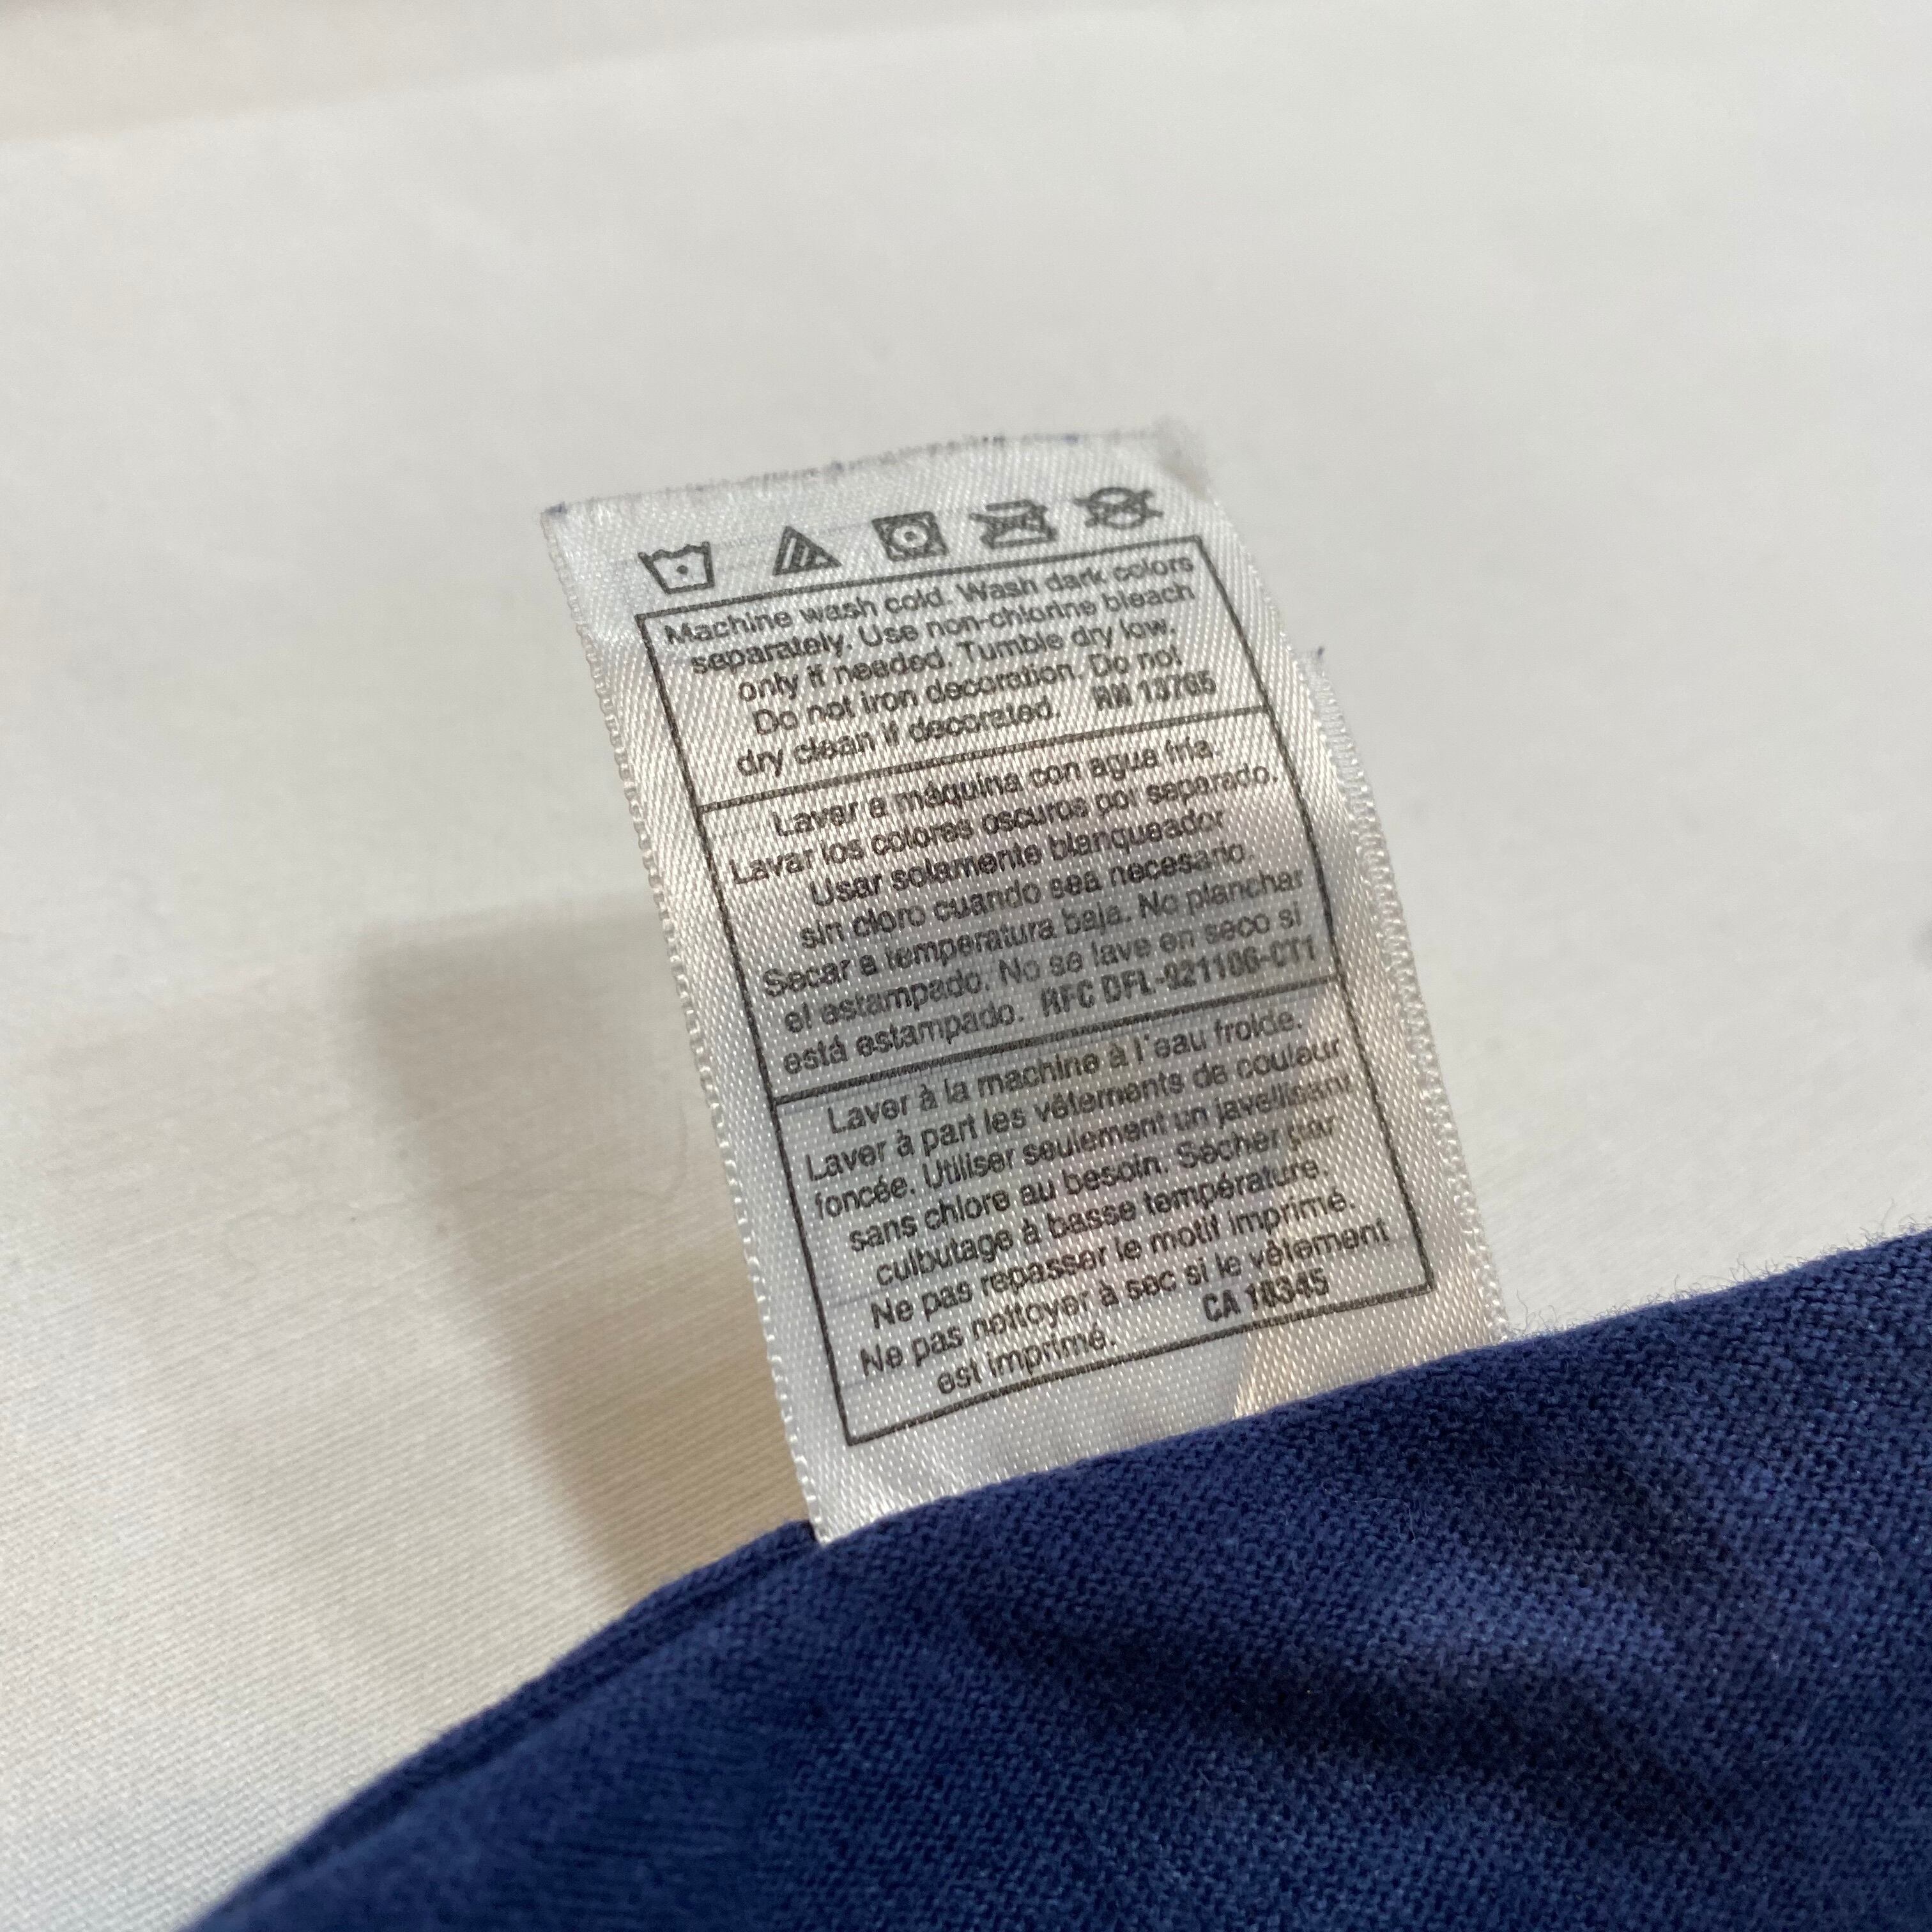 Machine wash cold. Wash dark colors
separately. Use non-chlorine bleach
only if needed. Tumble dry low.
Do not iron decoration. Do not
dry clean if decorated. RN 13765
Lavar a máquina con agua fría.
Lavar los colores oscuros por separado.
Usar solamente blanqueador
sin cloro cuando sea necesario.
Secar a temperatura baja. No planchar
el estampado. No se lave en seco si
está estampado. RFC DFL-921106-CT1
Laver à la machine à l'eau froide.
Laver à part les vêtements de couleur
foncée. Utiliser seulement un javellisant
sans chlore au besoin. Sécher par
culbutage à basse température.
Ne pas repasser le motif imprimé.
Ne pas nettoyer à sec si le vêtement
est imprimé. CA 18345